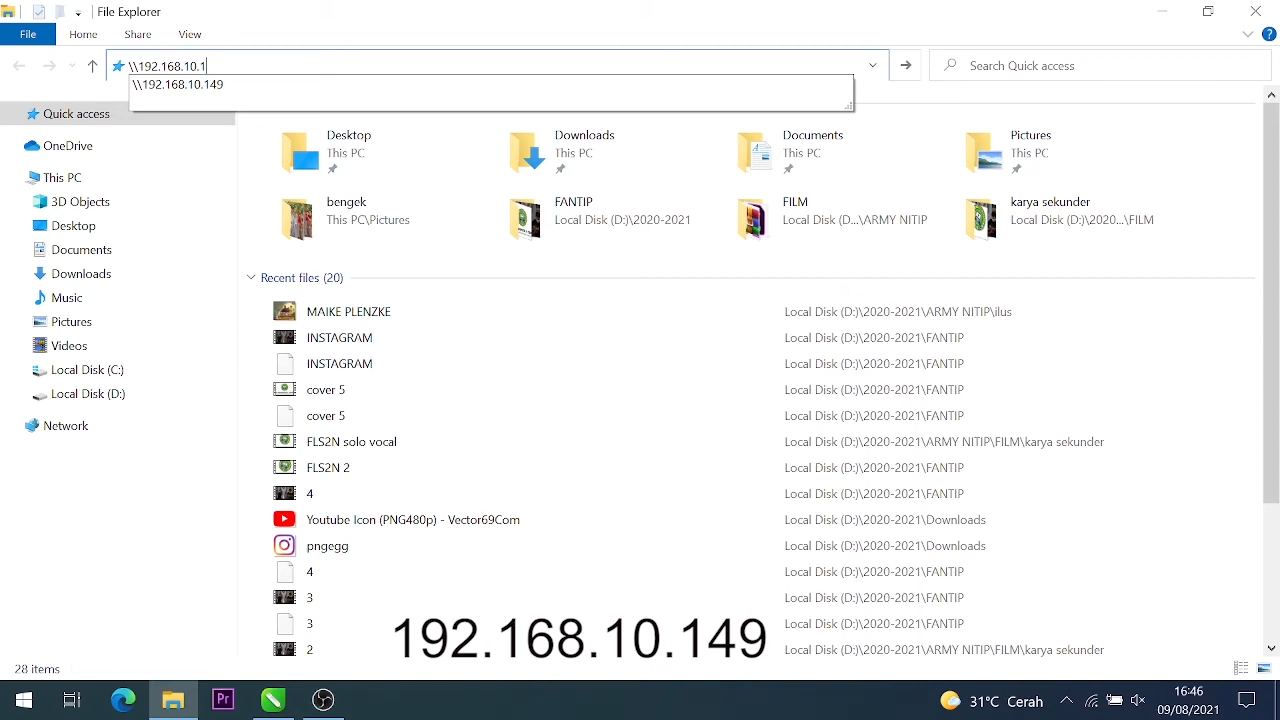 File Explorer
File Home Share View
\\192.168.10.1
Search Quick access
\\192.168.10.149
Quick access
OneDrive
This PC
3D Objects
Desktop
Documents
Downloads
Music
Pictures
Videos
Local Disk (C:)
Local Disk (D:)
Network
Desktop
This PC
Downloads
This PC
Documents
This PC
Pictures
This PC
bengek
This PC\Pictures
FANTIP
Local Disk (D:)\2020-2021
FILM
Local Disk (D...\ARMY NITIP
karya sekunder
Local Disk (D:)\2020...\FILM
Recent files (20)
MAIKE PLENZKE Local Disk (D:)\2020-2021\ARMY NITIP\ilus
INSTAGRAM Local Disk (D:)\2020-2021\FANTIP
INSTAGRAM Local Disk (D:)\2020-2021\FANTIP
cover 5 Local Disk (D:)\2020-2021\FANTIP
cover 5 Local Disk (D:)\2020-2021\FANTIP
FLS2N solo vocal Local Disk (D:)\2020-2021\ARMY NITIP\FILM\karya sekunder
FLS2N 2 Local Disk (D:)\2020-2021\FANTIP
4 Local Disk (D:)\2020-2021\FANTIP
Youtube Icon (PNG480p) - Vector69Com Local Disk (D:)\2020-2021\Downloads
pngegg Local Disk (D:)\2020-2021\Downloads
4 Local Disk (D:)\2020-2021\FANTIP
3 Local Disk (D:)\2020-2021\FANTIP
3 Local Disk (D:)\2020-2021\FANTIP
2 Local Disk (D:)\2020-2021\ARMY NITIP\FILM\karya sekunder
192.168.10.149
28 items
Pr
31°C Cerah
16:46
09/08/2021